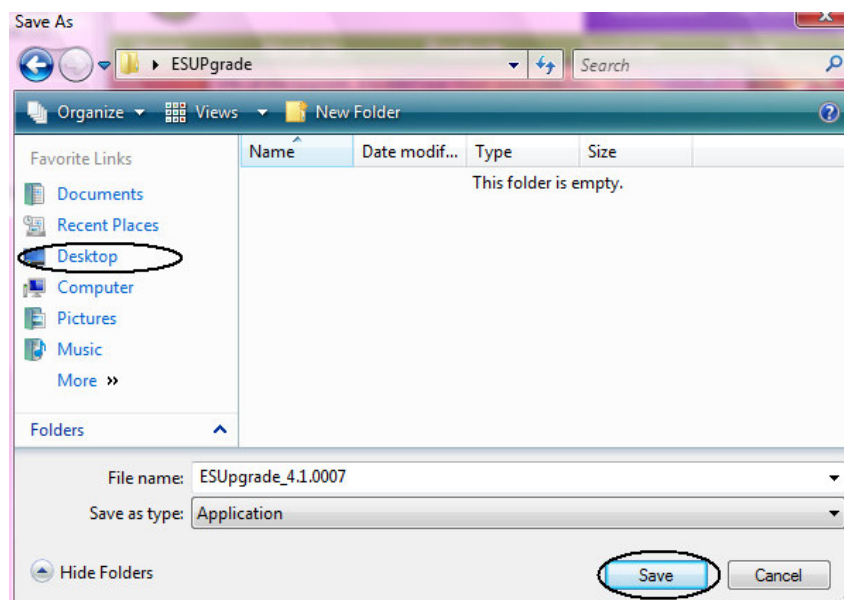 Save As
ESUPgrade
Search
Organize Views New Folder
Favorite Links
Name Date modif... Type Size
This folder is empty.
Documents
Recent Places
Desktop
Computer
Pictures
Music
More »
Folders
File name: ESUpgrade_4.1.0007
Save as type: Application
Hide Folders Save Cancel